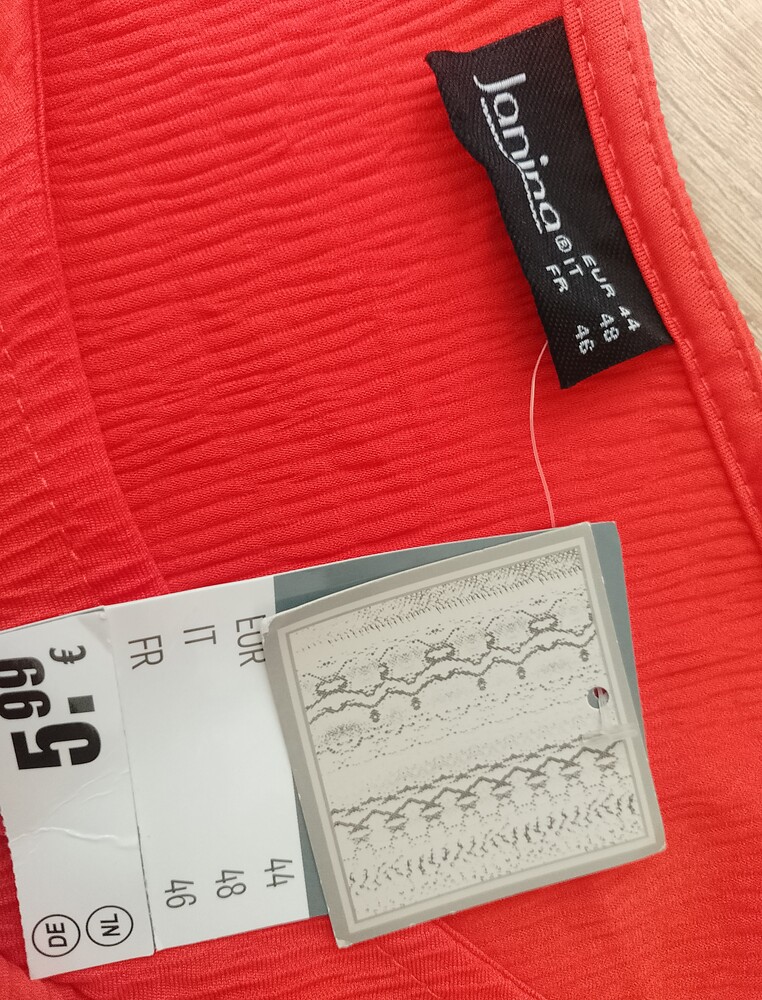 Janina®
EUR 44
IT 48
FR 46
EUR 44
IT 48
FR 46
5.99
€
DE
NL